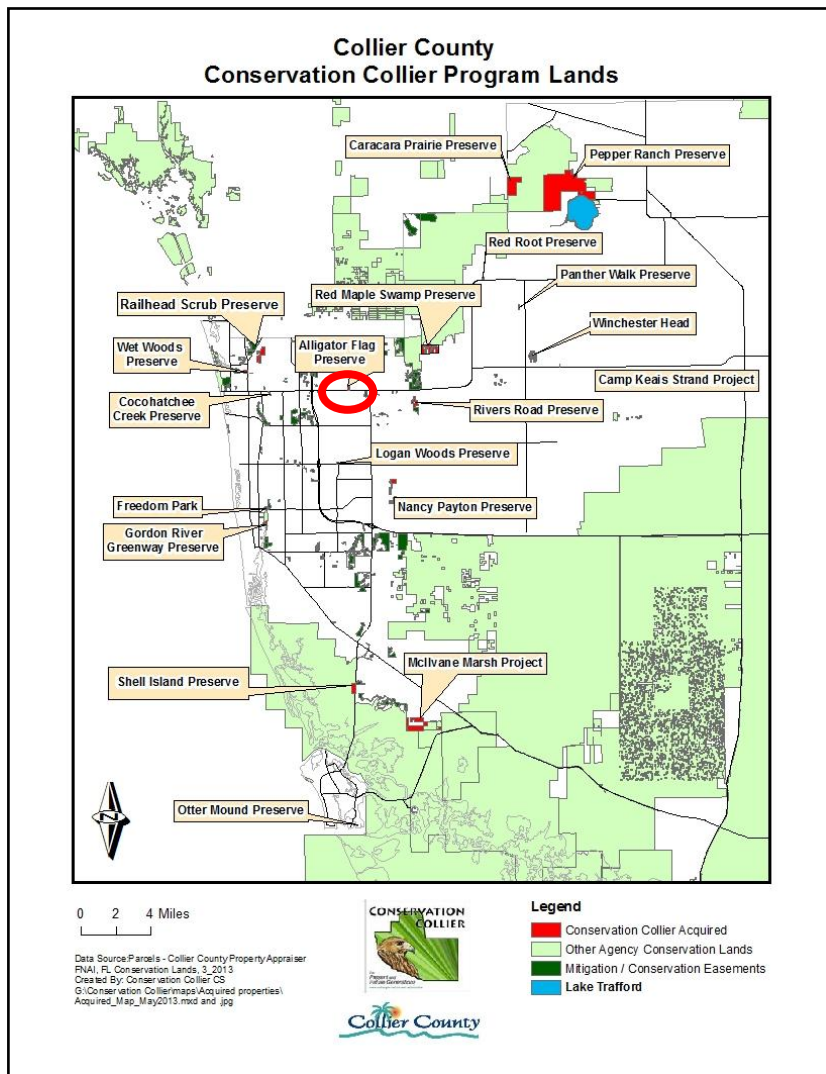 Collier County
Conservation Collier Program Lands
Caracara Prairie Preserve
Pepper Ranch Preserve
Red Root Preserve
Panther Walk Preserve
Railhead Scrub Preserve
Red Maple Swamp Preserve
Winchester Head
Wet Woods
Preserve
Alligator Flag
Preserve
Camp Keais Strand Project
Cocohatchee
Creek Preserve
Rivers Road Preserve
Logan Woods Preserve
Freedom Park
Nancy Payton Preserve
Gordon River
Greenway Preserve
McIlvane Marsh Project
Shell Island Preserve
Otter Mound Preserve
N
0 2 4 Miles
Data Source:Parcels - Collier County Property Appraiser
FNAI, FL Conservation Lands, 3_2013
Created By: Conservation Collier CS
G:\Conservation Collier\maps\Acquired properties\
Acquired_Map_May2013.mxd and .jpg
CONSERVATION
COLLIER
Future Generations
Collier County
Legend
Conservation Collier Acquired
Other Agency Conservation Lands
Mitigation / Conservation Easements
Lake Trafford